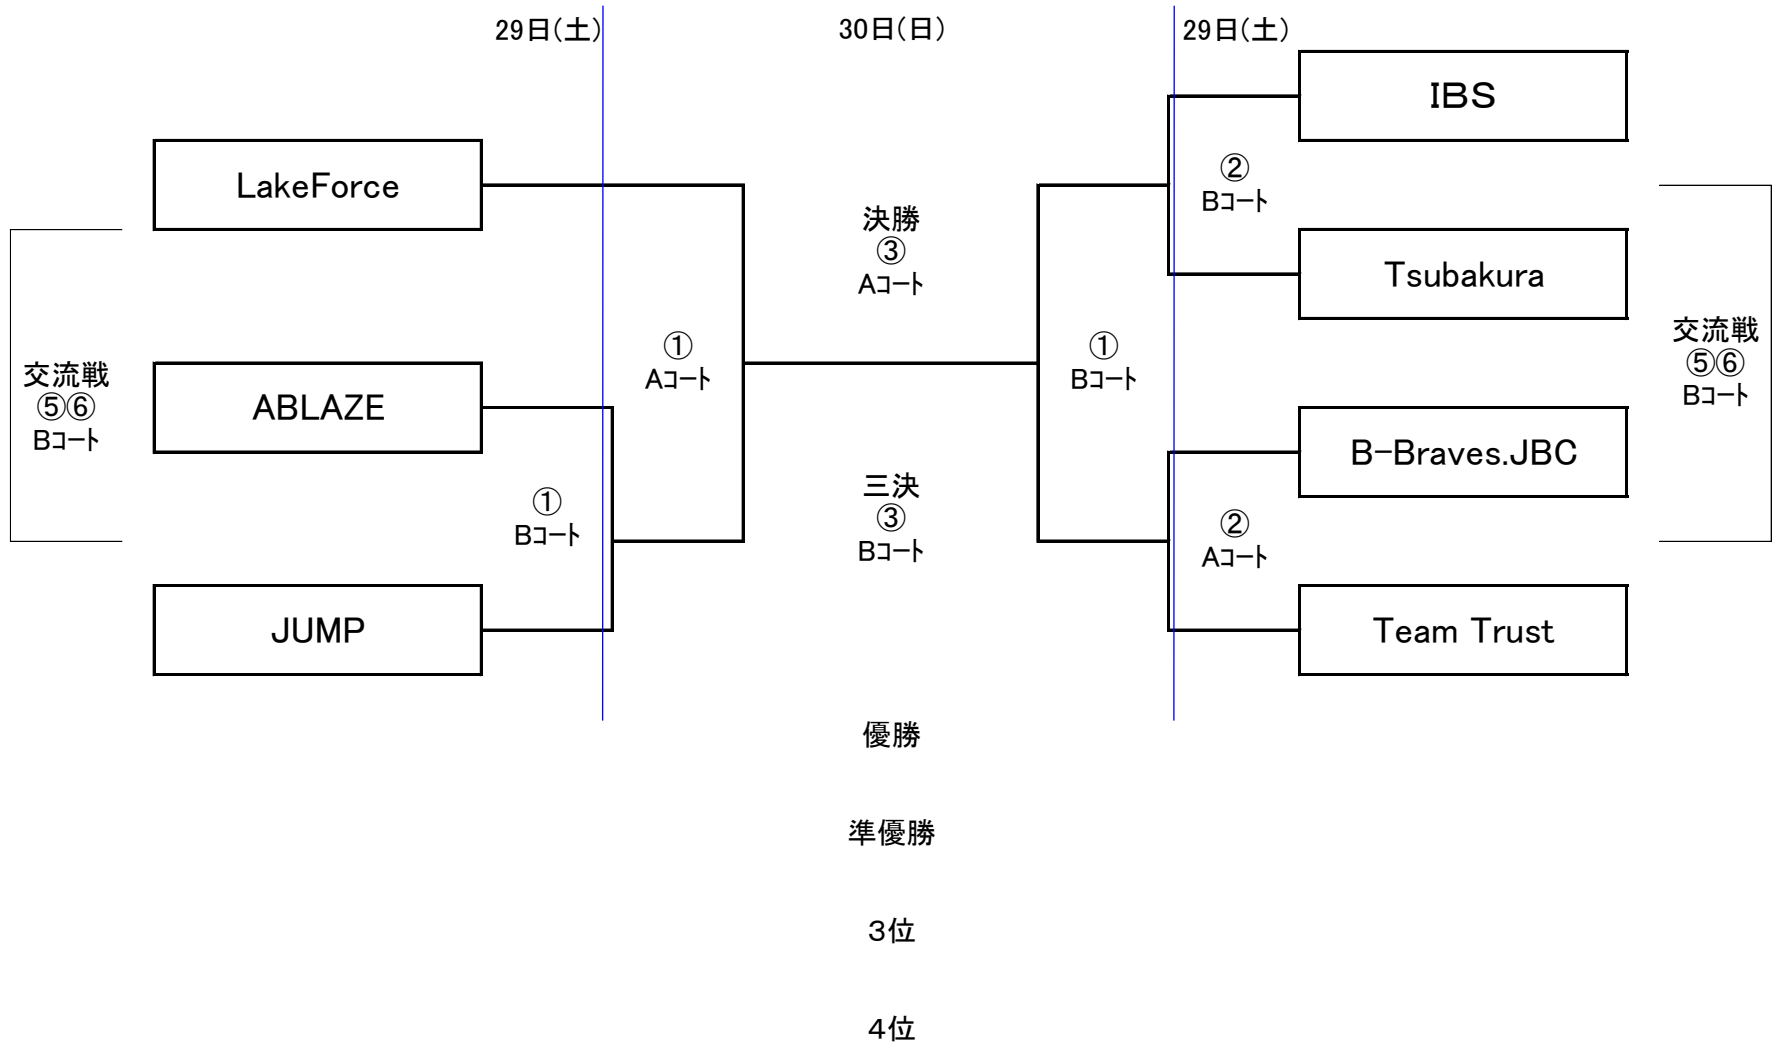 29日(土)
30日(日)
29日(土)
IBS
LakeForce
②
Bコート
決勝
③
Aコート
Tsubakura
交流戦
⑤⑥
Bコート
①
Aコート
①
Bコート
交流戦
⑤⑥
Bコート
ABLAZE
B-Braves.JBC
①
Bコート
三決
③
Bコート
②
Aコート
JUMP
Team Trust
優勝
準優勝
3位
4位